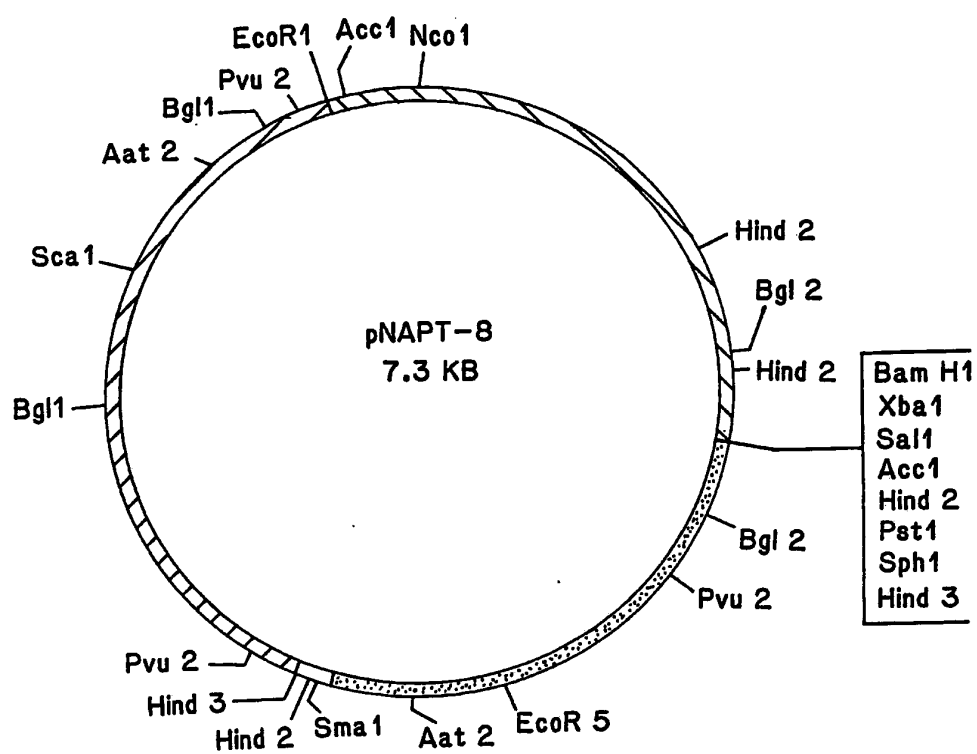 EcoR1
Acc1
Nco1
Pvu 2
Bgl1
Aat 2
Sca1
Hind 2
Bgl 2
pNAPT-8
7.3 KB
Hind 2
Bam H1
Xba1
Sal1
Acc1
Hind 2
Pst1
Sph1
Hind 3
Bgl1
Bgl 2
Pvu 2
Pvu 2
Hind 3
Hind 2
Sma1
Aat 2
EcoR 5